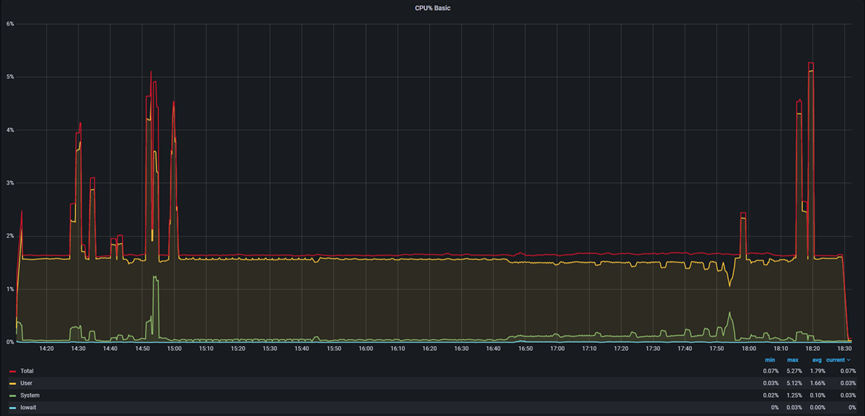 CPU% Basic
6%
5%
4%
3%
2%
1%
0%
14:20 14:30 14:40 14:50 15:00 15:10 15:20 15:30 15:40 15:50 16:00 16:10 16:20 16:30 16:40 16:50 17:00 17:10 17:20 17:30 17:40 17:50 18:00 18:10 18:20 18:30
min max avg current
Total 0.07% 5.27% 1.79% 0.07%
User 0.03% 5.12% 1.66% 0.03%
System 0.02% 1.25% 0.10% 0.03%
Iowait 0% 0.03% 0.00% 0%